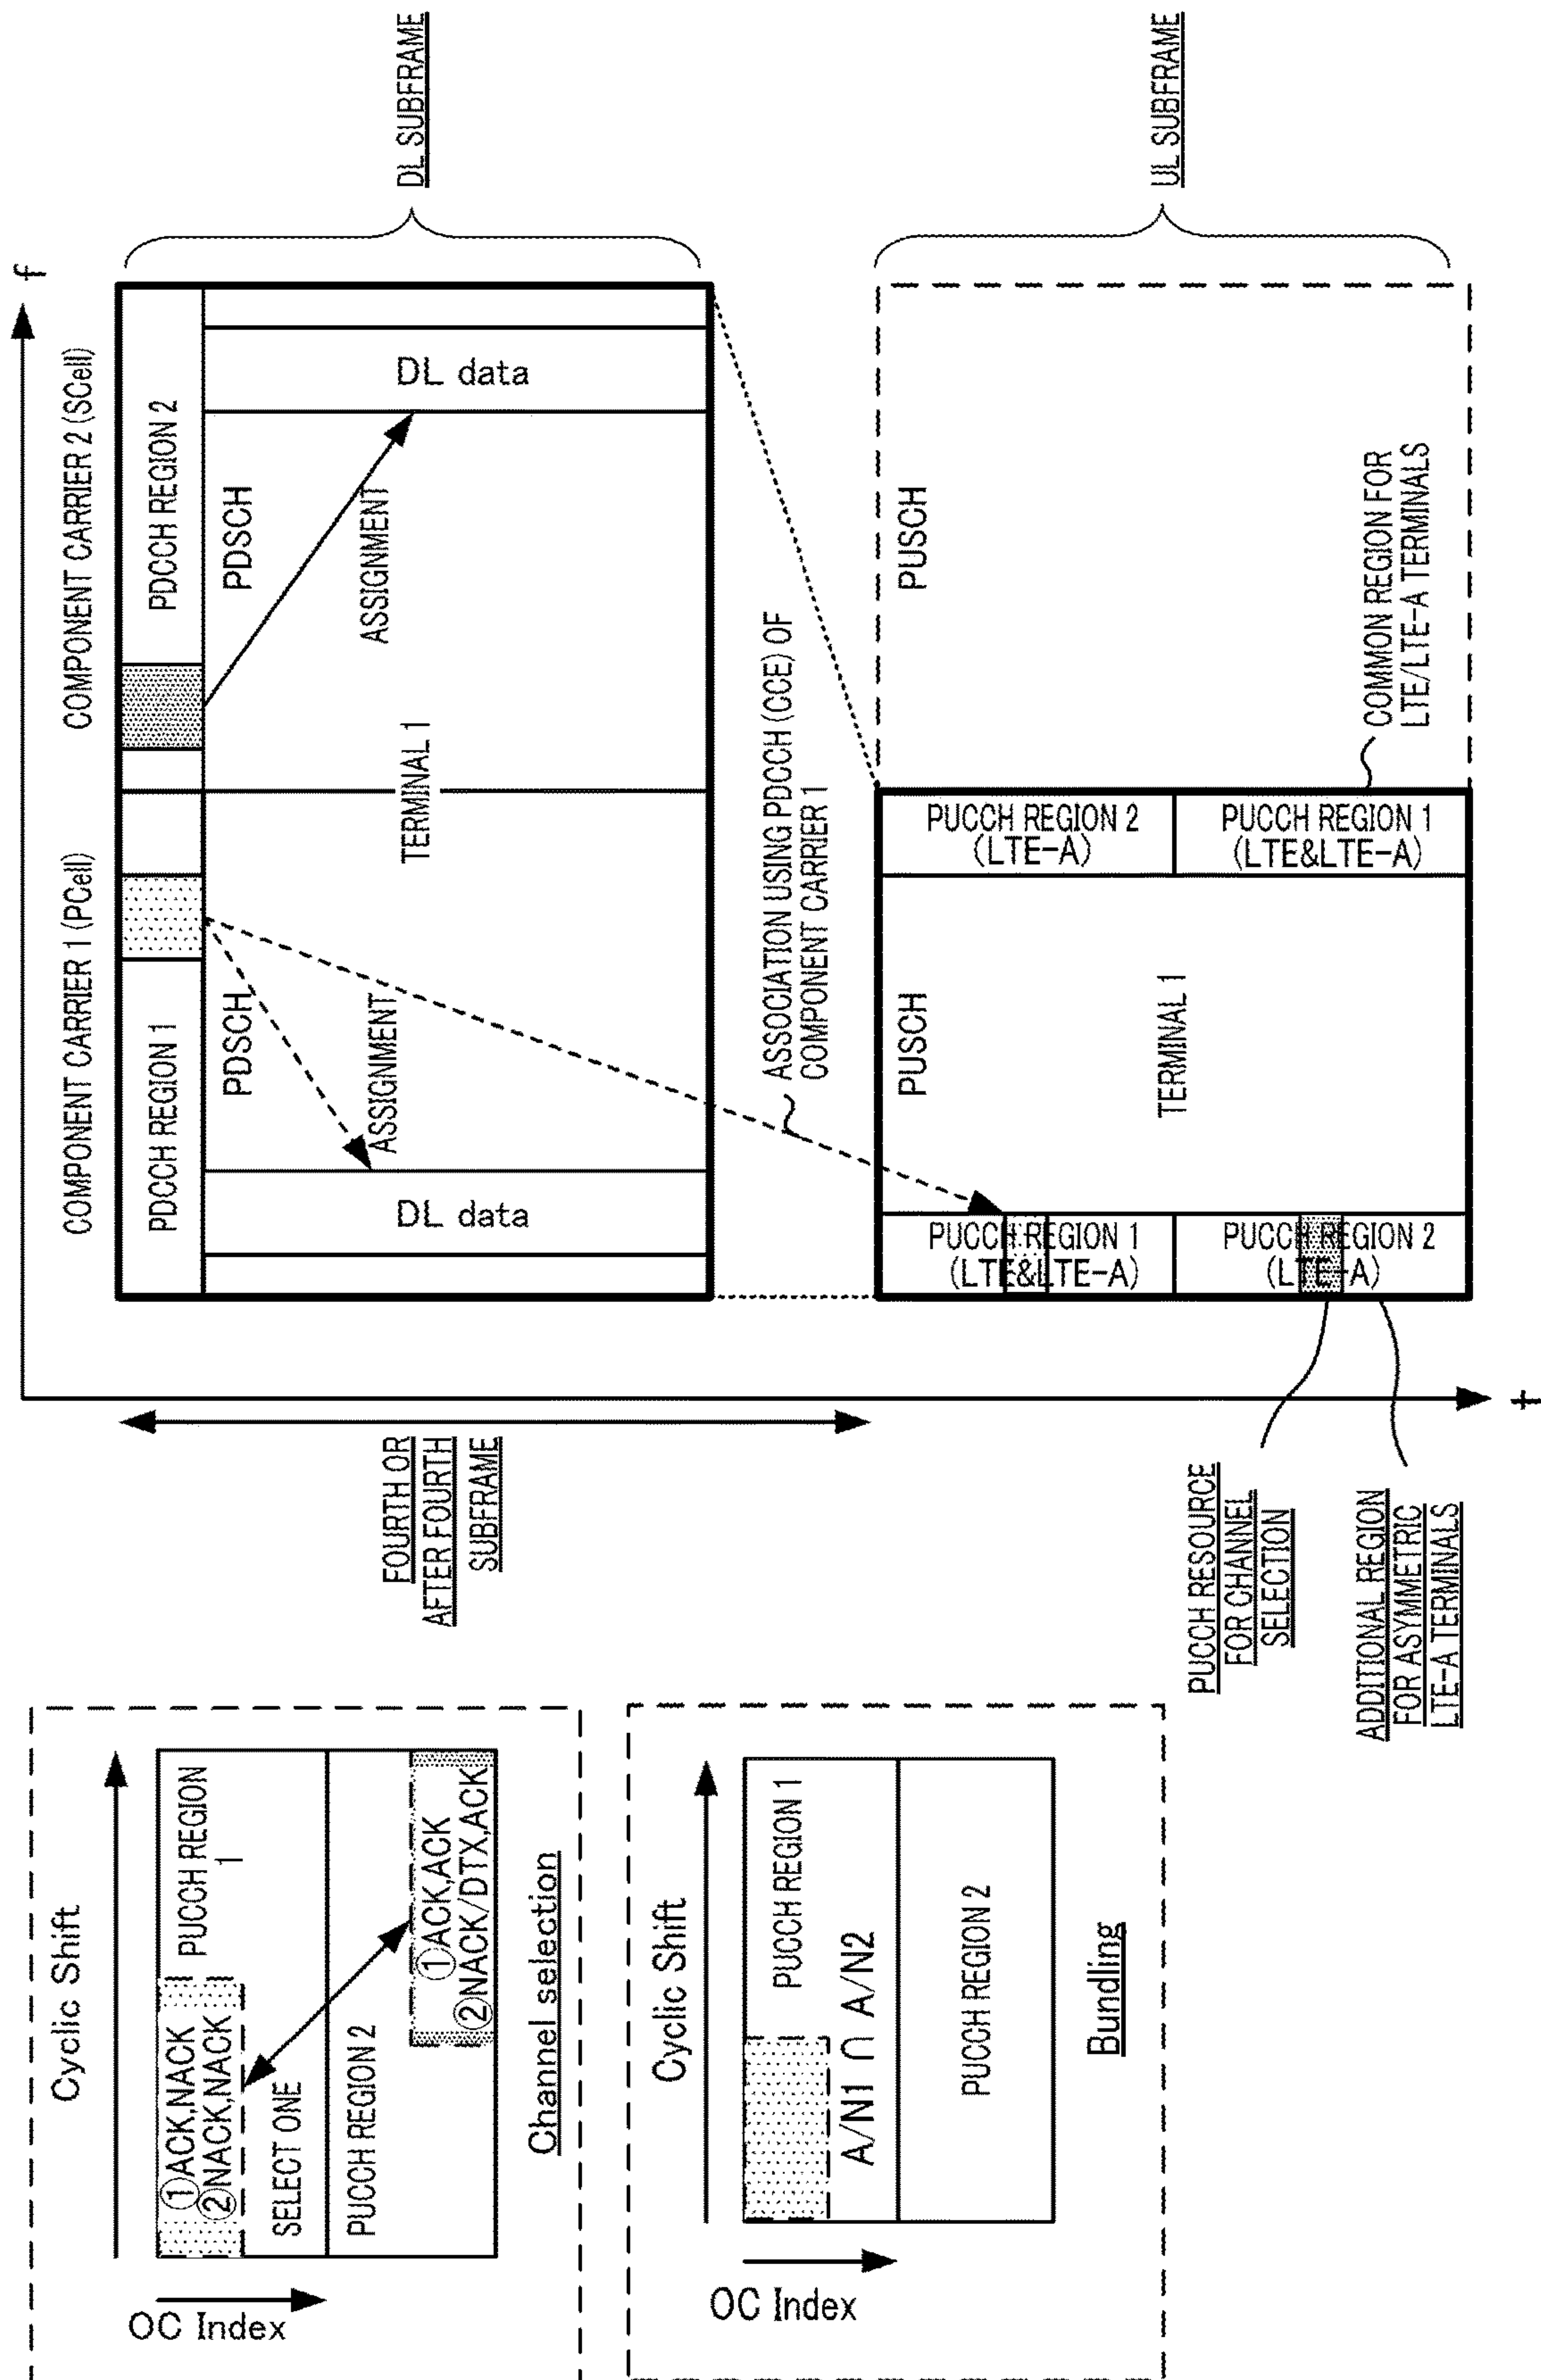 Cyclic Shift
OC Index
①ACK,NACK
②NACK,NACK
PUCCH REGION
1
SELECT ONE
PUCCH REGION 2
①ACK,ACK
②NACK/DTX,ACK
Channel selection
Cyclic Shift
OC Index
PUCCH REGION 1
A/N1 ∩ A/N2
PUCCH REGION 2
Bundling
f
t
COMPONENT CARRIER 1 (PCell)
COMPONENT CARRIER 2 (SCell)
PDCCH REGION 1
PDCCH REGION 2
PDSCH
PDSCH
ASSIGNMENT
ASSIGNMENT
DL data
TERMINAL 1
DL data
DL SUBFRAME
FOURTH OR
AFTER FOURTH
SUBFRAME
ASSOCIATION USING PDCCH (CCE) OF
COMPONENT CARRIER 1
PUSCH
PUSCH
PUCCH REGION 1
(LTE&LTE-A)
PUCCH REGION 2
(LTE-A)
TERMINAL 1
PUCCH REGION 2
(LTE-A)
PUCCH REGION 1
(LTE&LTE-A)
UL SUBFRAME
COMMON REGION FOR
LTE/LTE-A TERMINALS
PUCCH RESOURCE
FOR CHANNEL
SELECTION
ADDITIONAL REGION
FOR ASYMMETRIC
LTE-A TERMINALS